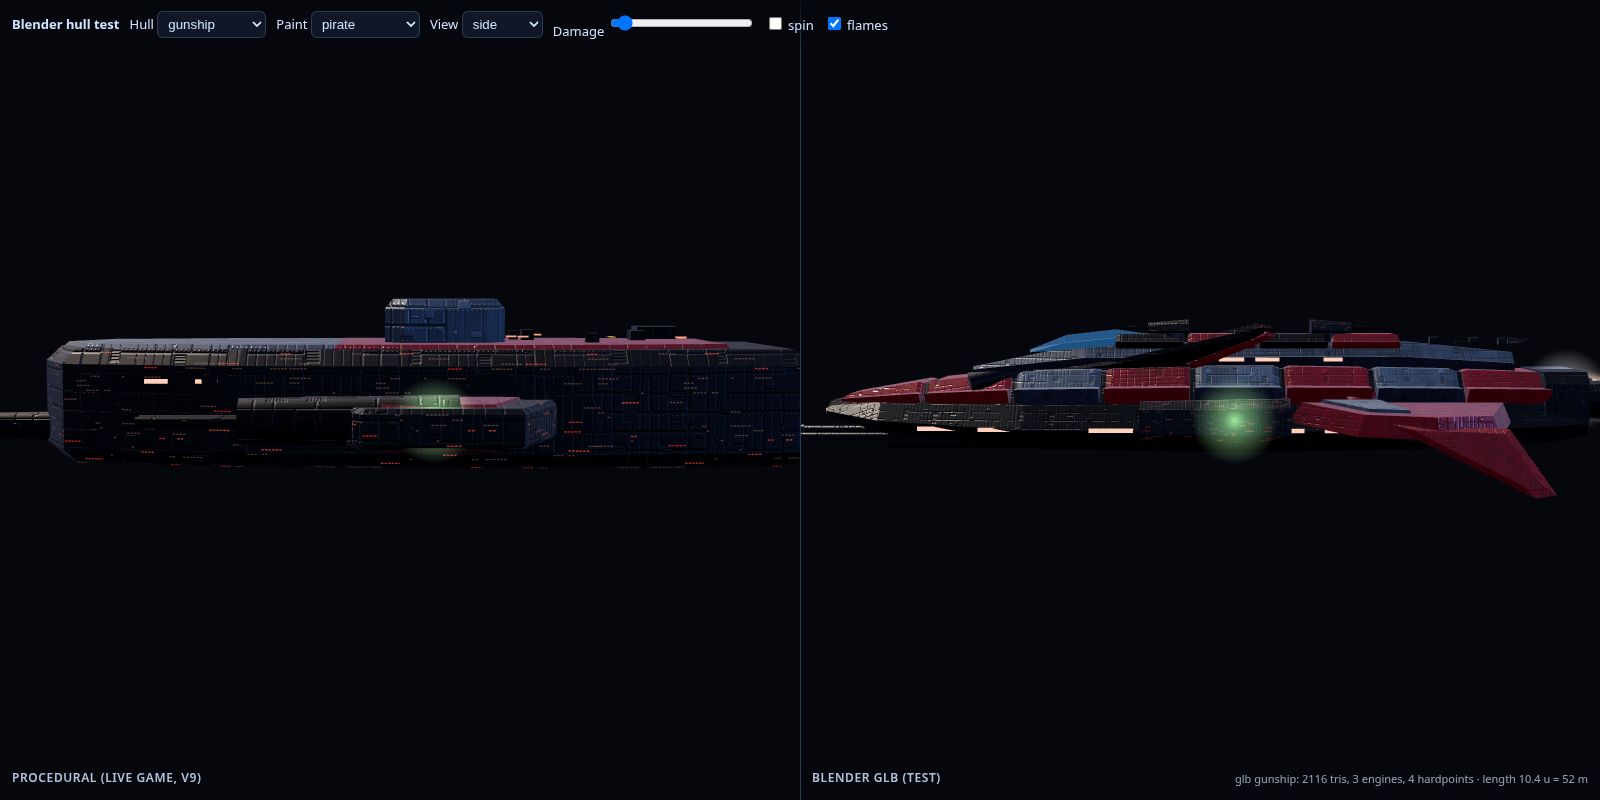 Blender hull test Hull gunship Paint pirate View side Damage spin flames
PROCEDURAL (LIVE GAME, V9)
BLENDER GLB (TEST)
glb gunship: 2116 tris, 3 engines, 4 hardpoints · length 10.4 u = 52 m